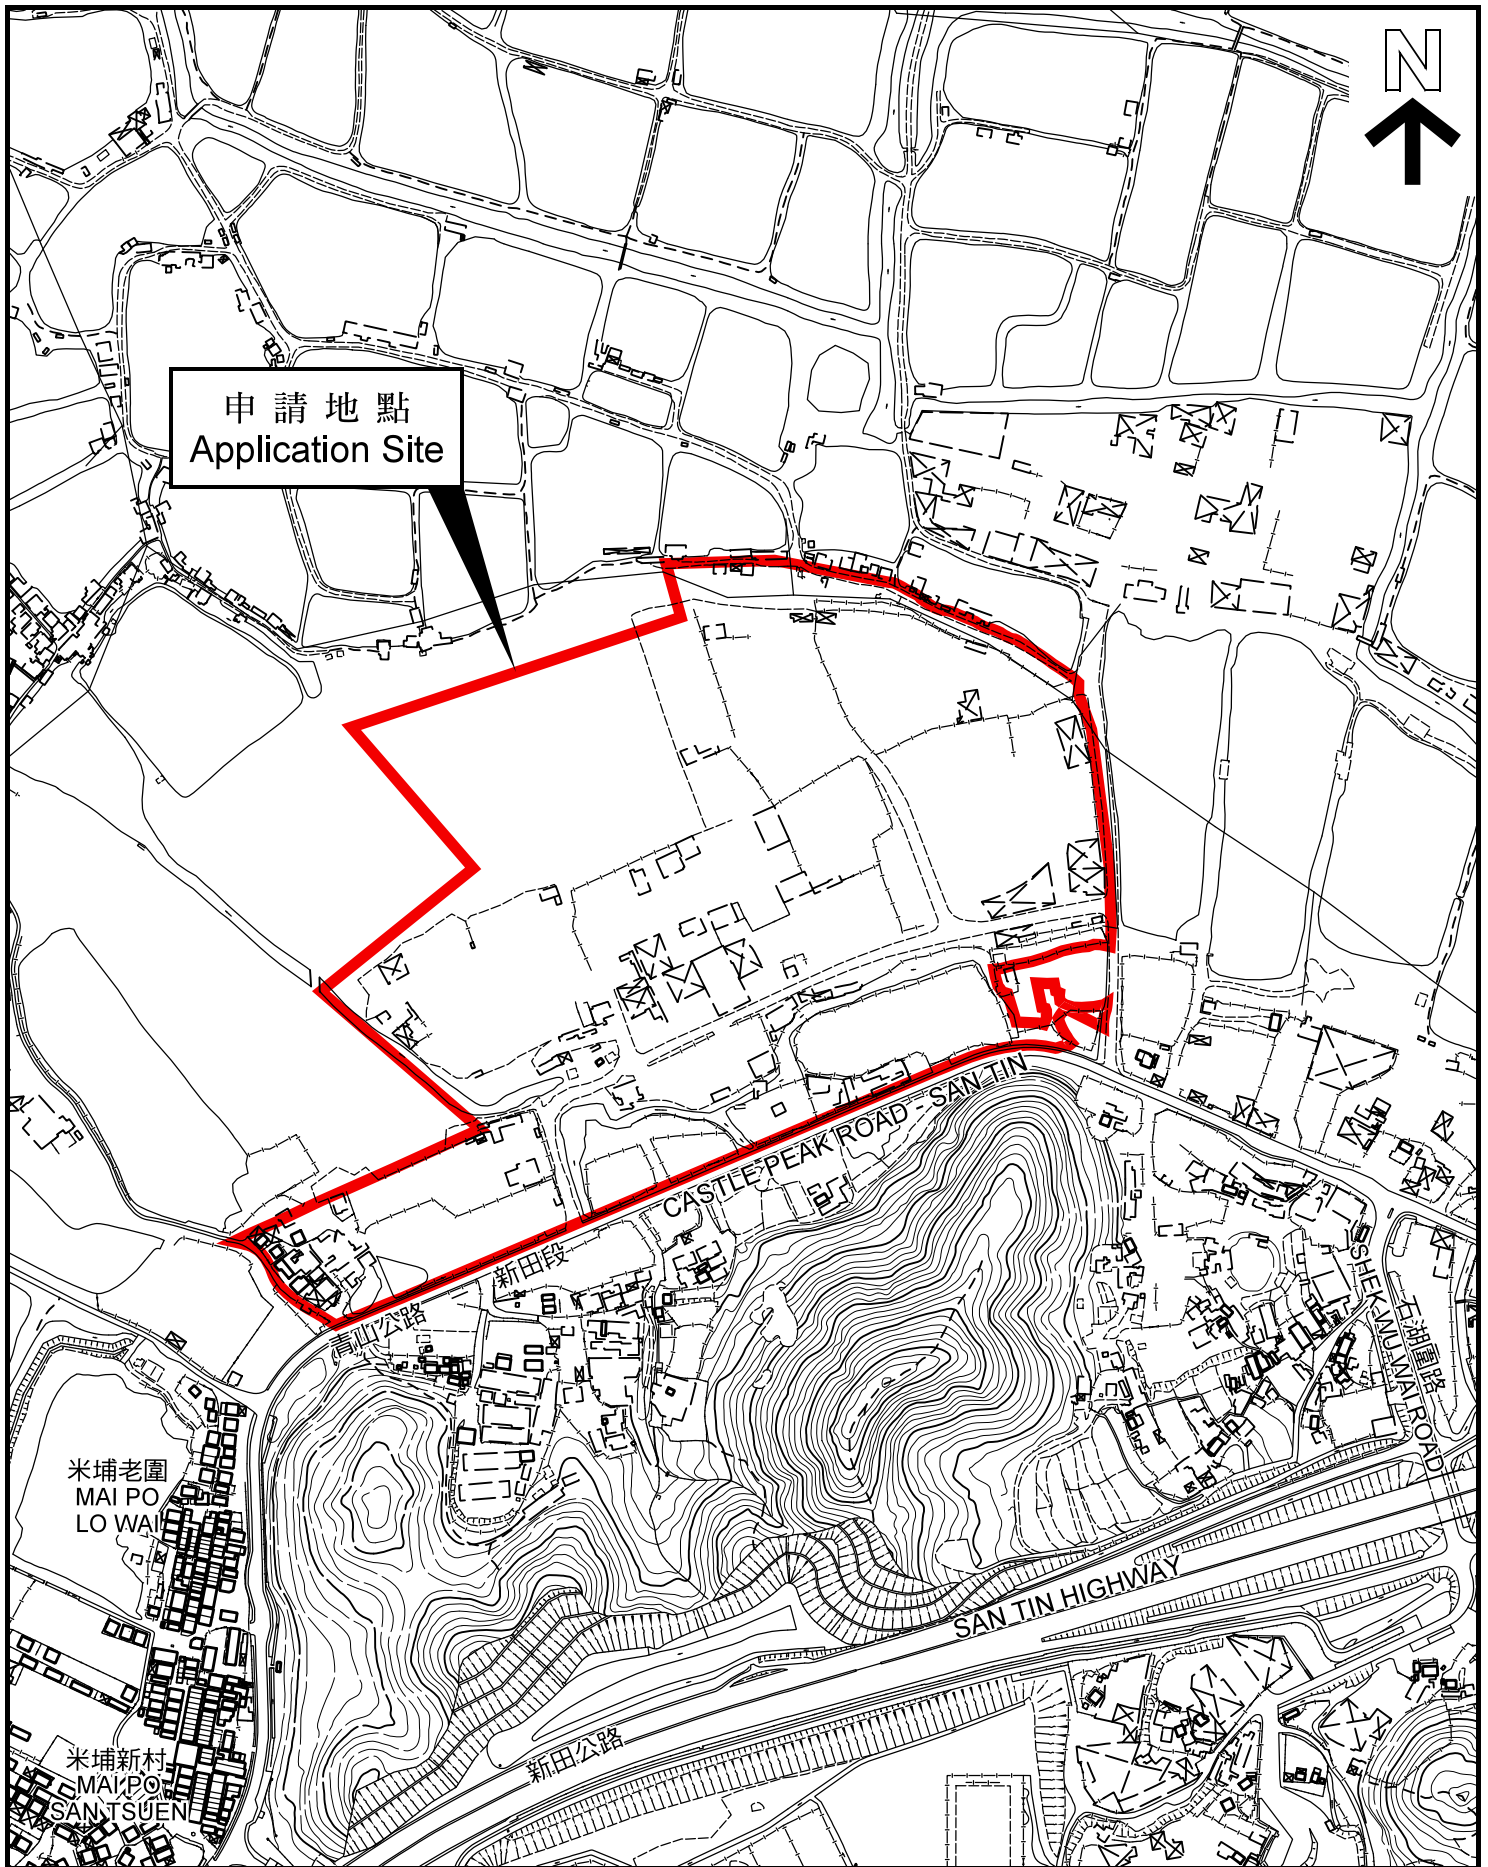 N
申請地點
Application Site
CASTLE PEAK ROAD - SAN TIN
新田段
青山公路
SHEK WU WAI ROAD
石湖圍路
米埔老圍
MAI PO
LO WAI
SAN TIN HIGHWAY
新田公路
米埔新村
MAI PO
SAN TSUEN